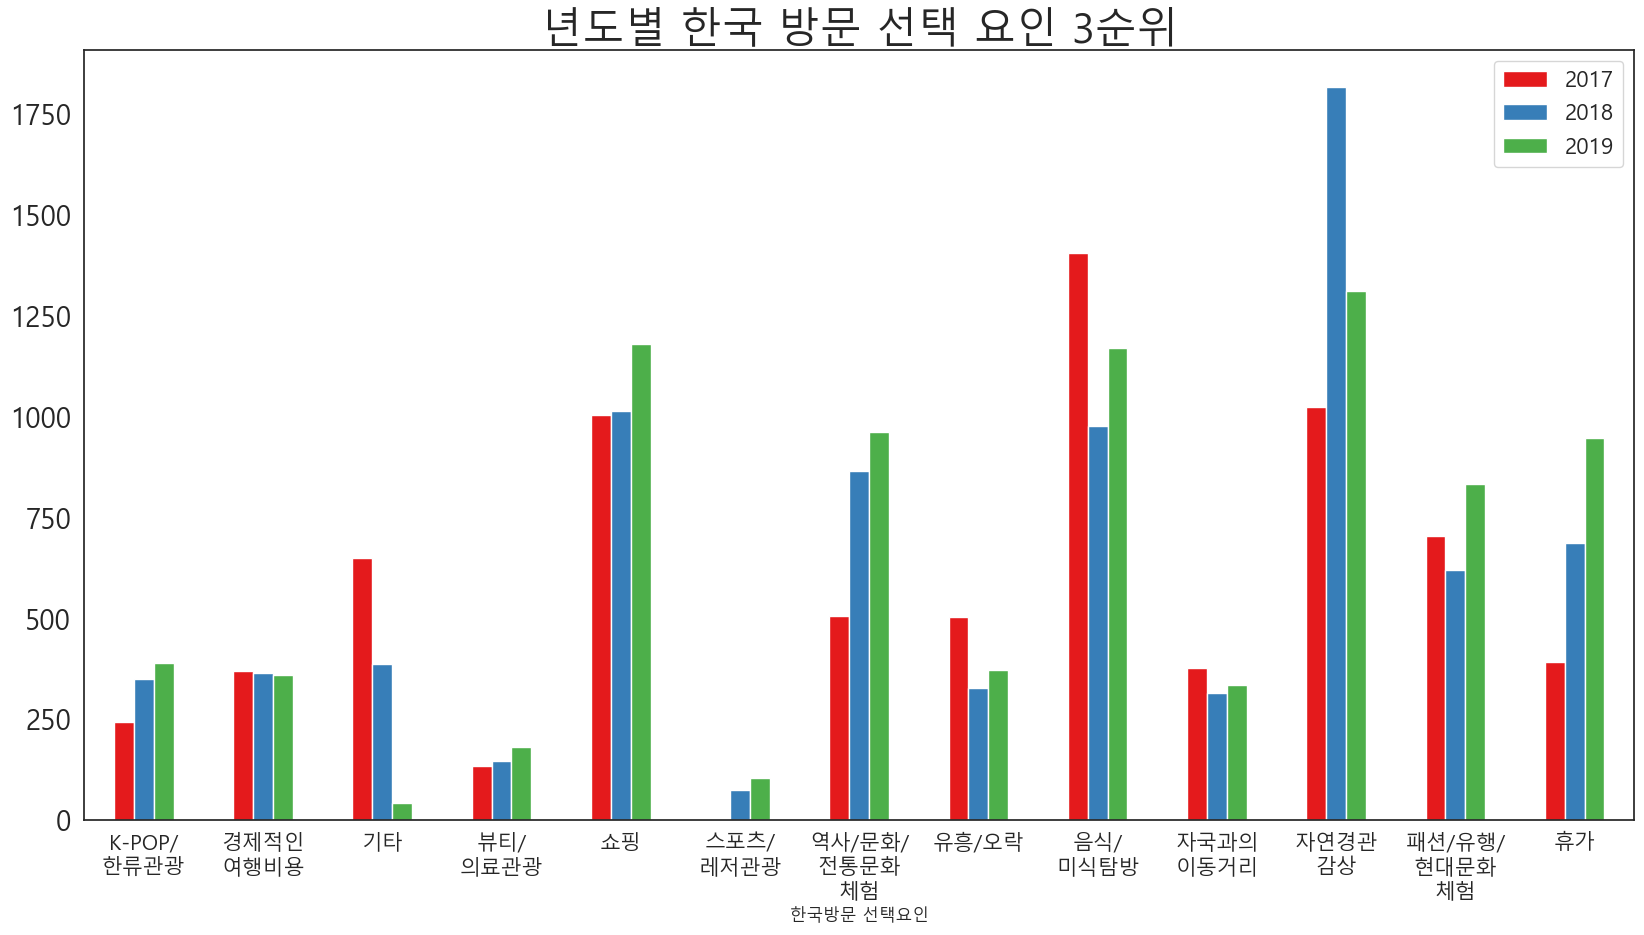 년도별 한국 방문 선택 요인 3순위
2017
2018
2019
1750
1500
1250
1000
750
500
250
0
K-POP/
한류관광
경제적인
여행비용
기타
뷰티/
의료관광
쇼핑
스포츠/
레저관광
역사/문화/
전통문화
체험
유흥/오락
음식/
미식탐방
자국과의
이동거리
자연경관
감상
패션/유행/
현대문화
체험
휴가
한국방문 선택요인